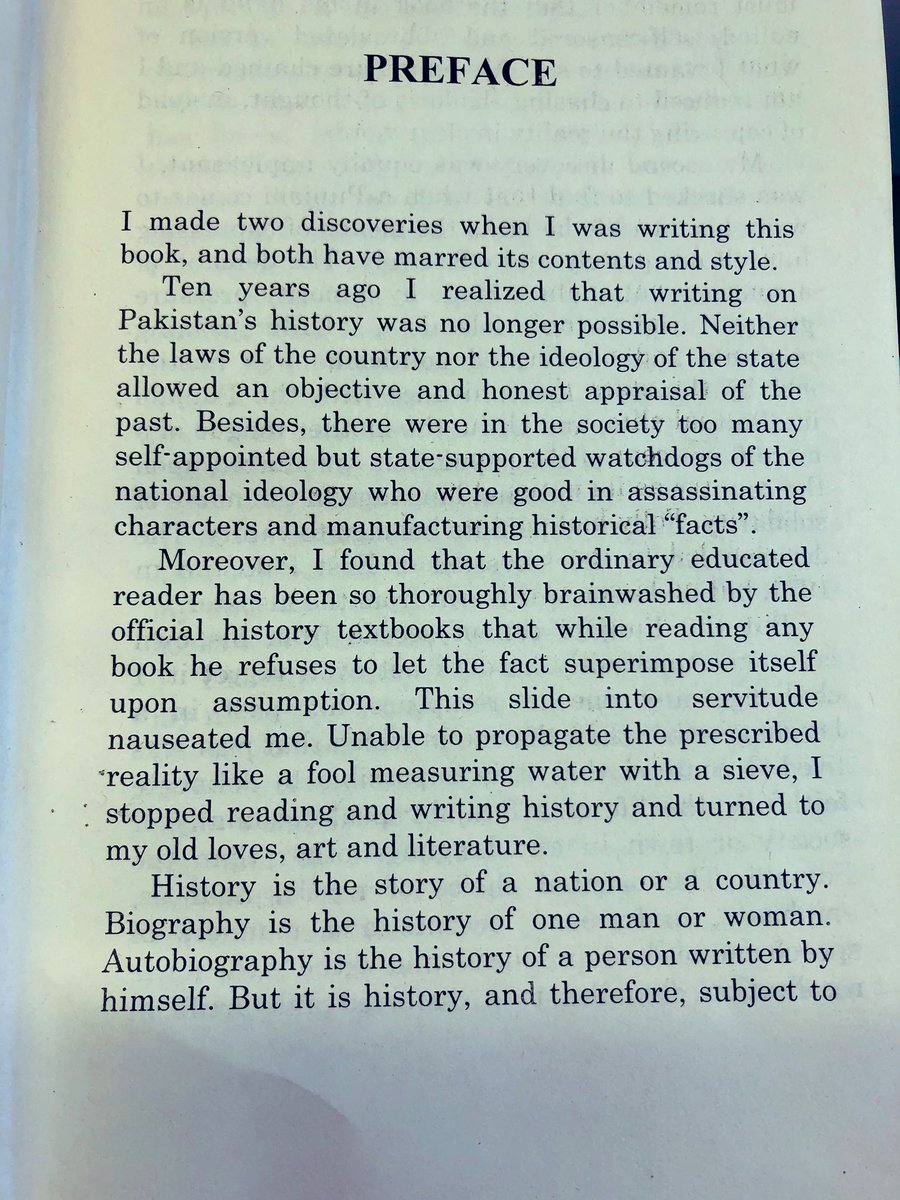 PREFACE
I made two discoveries when I was writing this
book, and both have marred its contents and style.
Ten years ago I realized that writing on
Pakistan's history was no longer possible. Neither
the laws of the country nor the ideology of the state
allowed an objective and honest appraisal of the
past. Besides, there were in the society too many
self-appointed but state-supported watchdogs of the
national ideology who were good in assassinating
characters and manufacturing historical “facts”.
Moreover, I found that the ordinary educated
reader has been so thoroughly brainwashed by the
official history textbooks that while reading any
book he refuses to let the fact superimpose itself
upon assumption. This slide into servitude
nauseated me. Unable to propagate the prescribed
reality like a fool measuring water with a sieve, I
stopped reading and writing history and turned to
my old loves, art and literature.
History is the story of a nation or a country.
Biography is the history of one man or woman.
Autobiography is the history of a person written by
himself. But it is history, and therefore, subject to